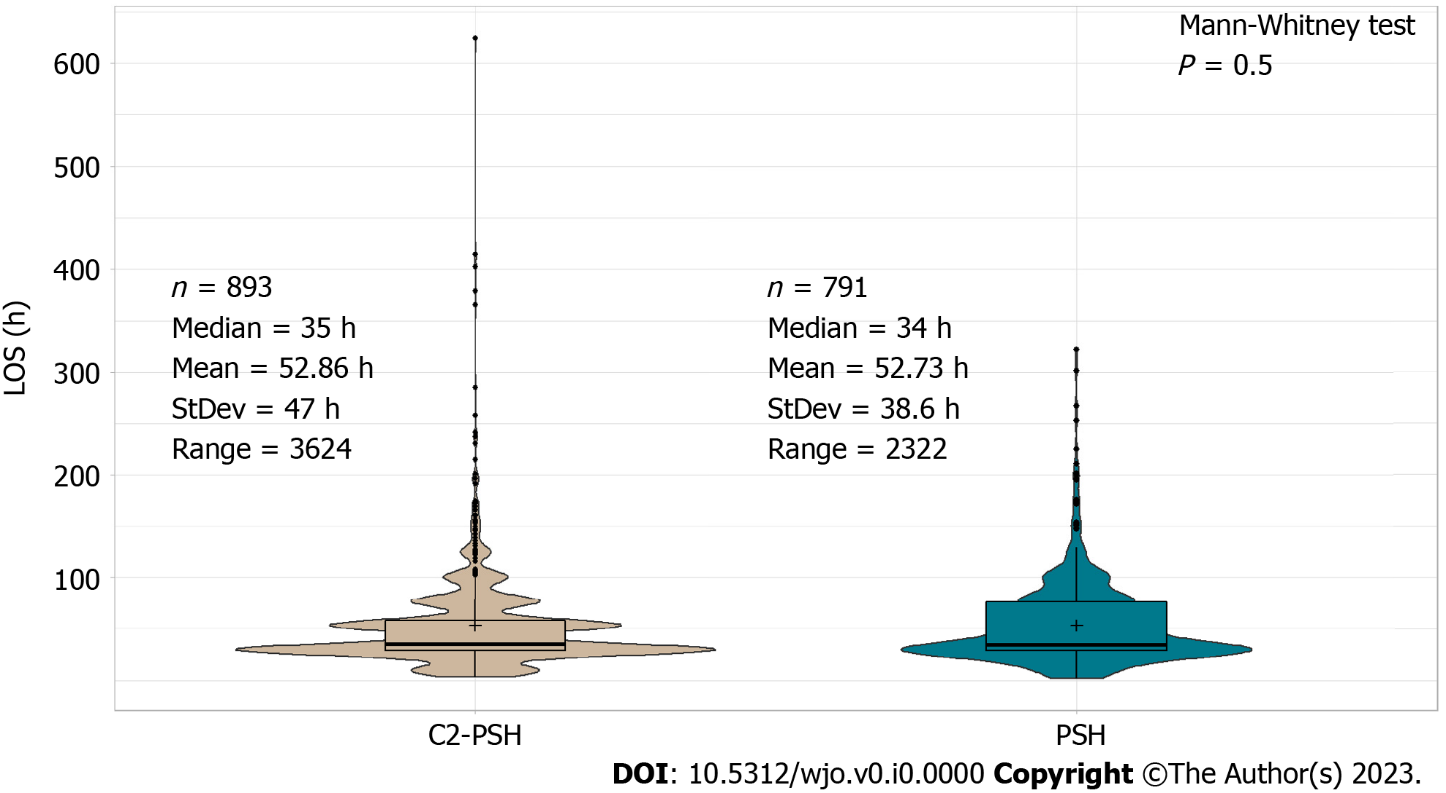 Mann-Whitney test
P = 0.5
600
500
400
300
200
100
LOS (h)
n = 893
Median = 35 h
Mean = 52.86 h
StDev = 47 h
Range = 3624
n = 791
Median = 34 h
Mean = 52.73 h
StDev = 38.6 h
Range = 2322
C2-PSH
PSH
DOI: 10.5312/wjo.v0.i0.0000 Copyright ©The Author(s) 2023.